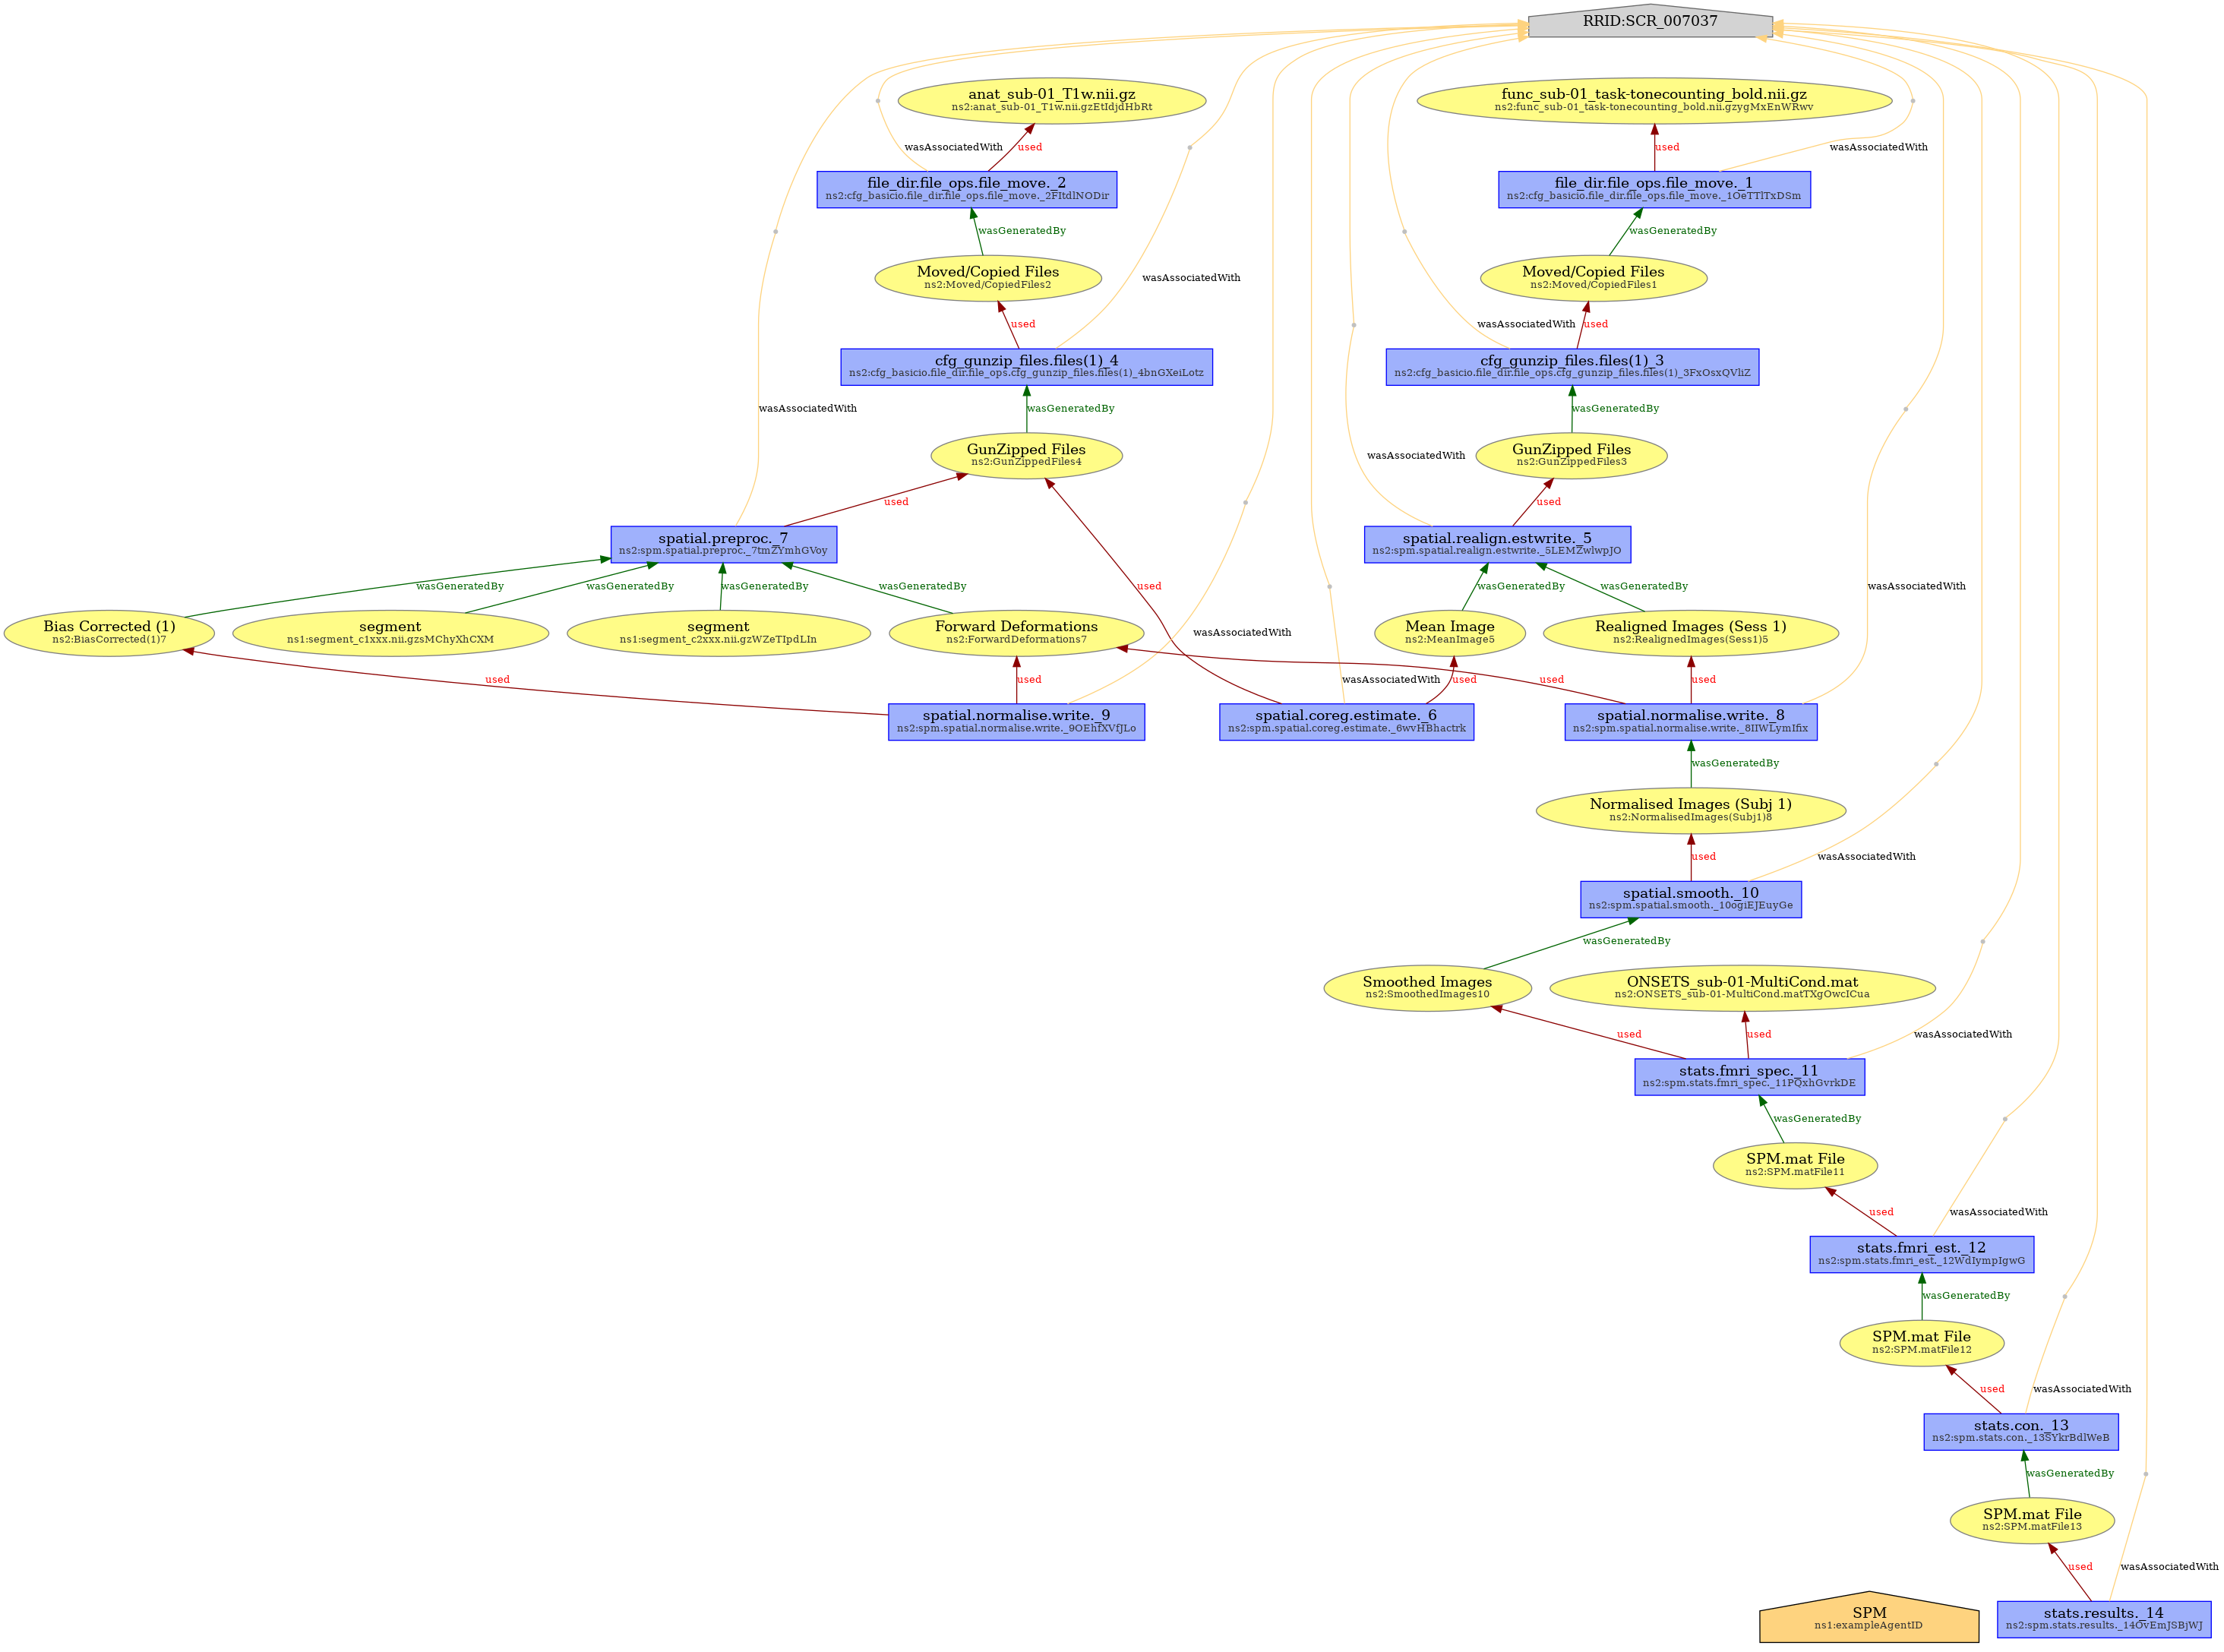 RRID:SCR_007037
anat_sub-01_T1w.nii.gz
ns2:anat_sub-01_T1w.nii.gzEtIdjdHbRt
func_sub-01_task-tonecounting_bold.nii.gz
ns2:func_sub-01_task-tonecounting_bold.nii.gzygMxEnWRwv
wasAssociatedWith
used
used
wasAssociatedWith
file_dir.file_ops.file_move._2
ns2:cfg_basicio.file_dir.file_ops.file_move._2FItdlNODir
file_dir.file_ops.file_move._1
ns2:cfg_basicio.file_dir.file_ops.file_move._1OeTTlTxDSm
wasGeneratedBy
wasGeneratedBy
Moved/Copied Files
ns2:Moved/CopiedFiles2
wasAssociatedWith
Moved/Copied Files
ns2:Moved/CopiedFiles1
used
wasAssociatedWith
used
cfg_gunzip_files.files(1)_4
ns2:cfg_basicio.file_dir.file_ops.cfg_gunzip_files.files(1)_4bnGXeiLotz
cfg_gunzip_files.files(1)_3
ns2:cfg_basicio.file_dir.file_ops.cfg_gunzip_files.files(1)_3FxOsxQVliZ
wasAssociatedWith
wasGeneratedBy
wasGeneratedBy
GunZipped Files
ns2:GunZippedFiles4
wasAssociatedWith
GunZipped Files
ns2:GunZippedFiles3
used
used
spatial.preproc._7
ns2:spm.spatial.preproc._7tmZYmhGVoy
spatial.realign.estwrite._5
ns2:spm.spatial.realign.estwrite._5LEMZwlwpJO
wasGeneratedBy
wasGeneratedBy
wasGeneratedBy
wasGeneratedBy
used
wasGeneratedBy
wasGeneratedBy
wasAssociatedWith
Bias Corrected (1)
ns2:BiasCorrected(1)7
segment
ns1:segment_c1xxx.nii.gzsMChyXhCXM
segment
ns1:segment_c2xxx.nii.gzWZeTIpdLIn
Forward Deformations
ns2:ForwardDeformations7
wasAssociatedWith
Mean Image
ns2:MeanImage5
Realigned Images (Sess 1)
ns2:RealignedImages(Sess1)5
used
used
wasAssociatedWith
used
used
used
spatial.normalise.write._9
ns2:spm.spatial.normalise.write._9OEhfXVfJLo
spatial.coreg.estimate._6
ns2:spm.spatial.coreg.estimate._6wvHBhactrk
spatial.normalise.write._8
ns2:spm.spatial.normalise.write._8IIWLymIfix
wasGeneratedBy
Normalised Images (Subj 1)
ns2:NormalisedImages(Subj1)8
used
wasAssociatedWith
spatial.smooth._10
ns2:spm.spatial.smooth._10ogiEJEuyGe
wasGeneratedBy
Smoothed Images
ns2:SmoothedImages10
ONSETS_sub-01-MultiCond.mat
ns2:ONSETS_sub-01-MultiCond.matTXgOwcICua
used
used
wasAssociatedWith
stats.fmri_spec._11
ns2:spm.stats.fmri_spec._11PQxhGvrkDE
wasGeneratedBy
SPM.mat File
ns2:SPM.matFile11
used
wasAssociatedWith
stats.fmri_est._12
ns2:spm.stats.fmri_est._12WdIympIgwG
wasGeneratedBy
SPM.mat File
ns2:SPM.matFile12
used
wasAssociatedWith
stats.con._13
ns2:spm.stats.con._13SYkrBdlWeB
wasGeneratedBy
SPM.mat File
ns2:SPM.matFile13
used
wasAssociatedWith
SPM
ns1:exampleAgentID
stats.results._14
ns2:spm.stats.results._14OvEmJSBjWJ